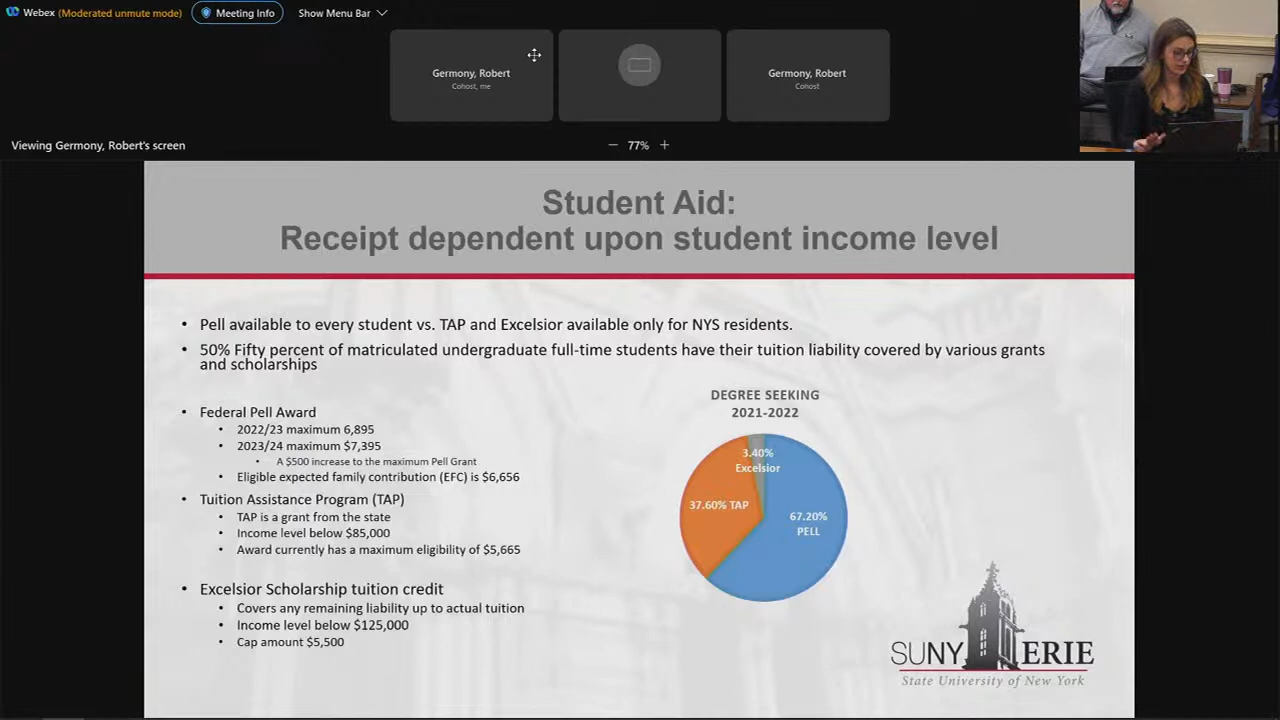 Webex (Moderated unmute mode) Meeting Info Show Menu Bar
Germony, Robert
Cohost, me
Germony, Robert
Cohost
Viewing Germony, Robert's screen
77%
Student Aid:
Receipt dependent upon student income level
• Pell available to every student vs. TAP and Excelsior available only for NYS residents.
• 50% Fifty percent of matriculated undergraduate full-time students have their tuition liability covered by various grants
and scholarships
• Federal Pell Award
• 2022/23 maximum 6,895
• 2023/24 maximum $7,395
• A $500 increase to the maximum Pell Grant
• Eligible expected family contribution (EFC) is $6,656
• Tuition Assistance Program (TAP)
• TAP is a grant from the state
• Income level below $85,000
• Award currently has a maximum eligibility of $5,665
• Excelsior Scholarship tuition credit
• Covers any remaining liability up to actual tuition
• Income level below $125,000
• Cap amount $5,500
DEGREE SEEKING
2021-2022
3.40%
Excelsior
37.60% TAP
67.20%
PELL
SUNY ERIE
State University of New York